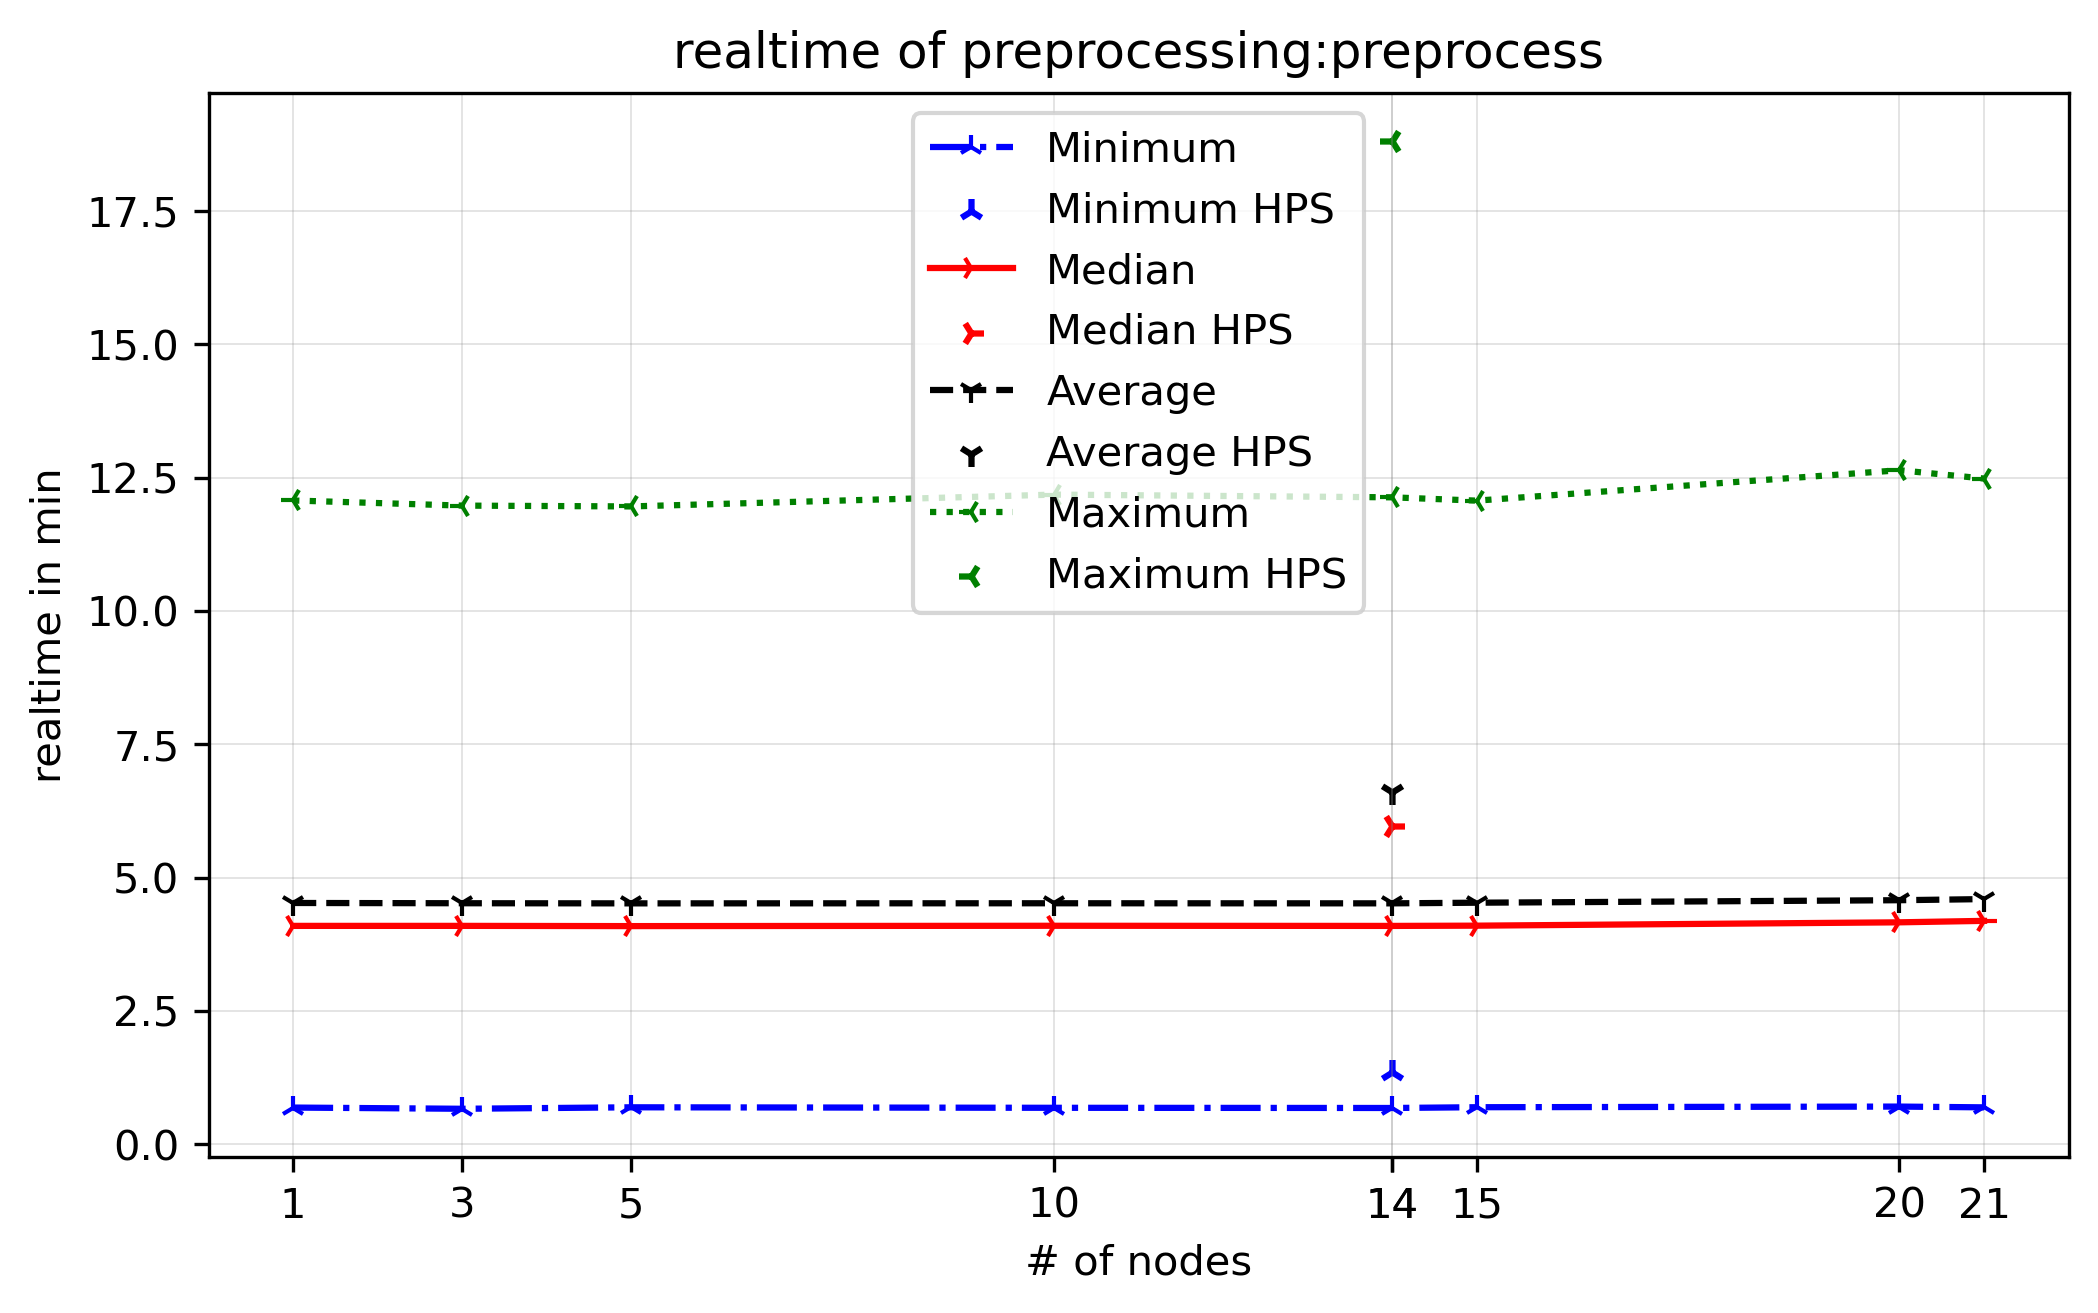 realtime of preprocessing:preprocess
Minimum
Minimum HPS
Median
Median HPS
Average
Average HPS
Maximum
Maximum HPS
realtime in min
17.5
15.0
12.5
10.0
7.5
5.0
2.5
0.0
1 3 5 10 14 15 20 21
# of nodes